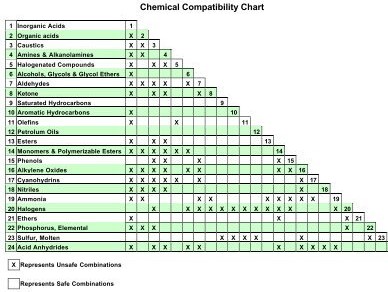 Chemical Compatibility Chart
1 Inorganic Acids 1
2 Organic acids X 2
3 Caustics X X 3
4 Amines & Alkanolamines X X 4
5 Halogenated Compounds X X X 5
6 Alcohols, Glycols & Glycol Ethers X 6
7 Aldehydes X X X X X 7
8 Ketone X X X X 8
9 Saturated Hydrocarbons 9
10 Aromatic Hydrocarbons X 10
11 Olefins X X 11
12 Petrolum Oils 12
13 Esters X X X 13
14 Monomers & Polymerizable Esters X X X X X X 14
15 Phenols X X X X 15
16 Alkylene Oxides X X X X X X X 16
17 Cyanohydrins X X X X X X X 17
18 Nitriles X X X X X 18
19 Ammonia X X X X X X X X X 19
20 Halogens X X X X X X X X X X X X 20
21 Ethers X X X 21
22 Phosphorus, Elemental X X X X 22
23 Sulfur, Molten X X X X X X 23
24 Acid Anhydrides X X X X X X X X X X
X Represents Unsafe Combinations
Represents Safe Combinations